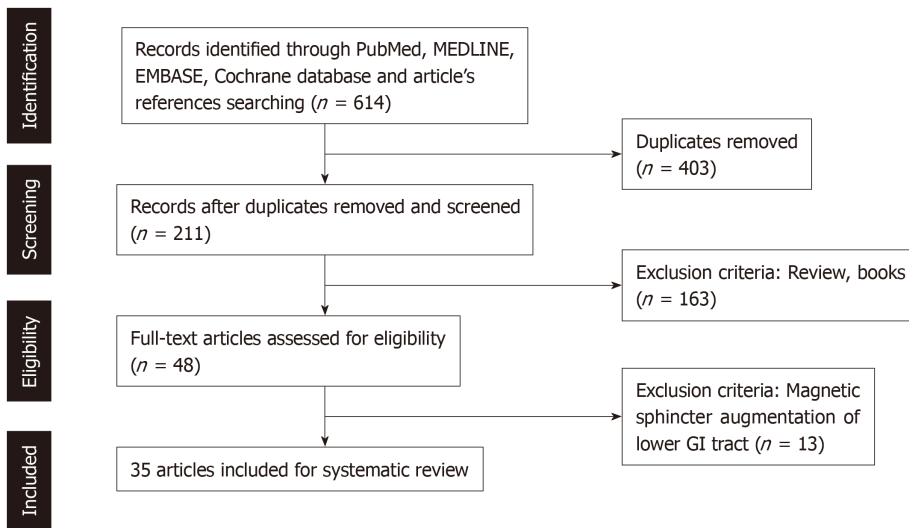 Identification
Records identified through PubMed, MEDLINE,
EMBASE, Cochrane database and article's
references searching (n = 614)
Duplicates removed
(n = 403)
Screening
Records after duplicates removed and screened
(n = 211)
Exclusion criteria: Review, books
(n = 163)
Eligibility
Full-text articles assessed for eligibility
(n = 48)
Exclusion criteria: Magnetic
sphincter augmentation of
lower GI tract (n = 13)
Included
35 articles included for systematic review